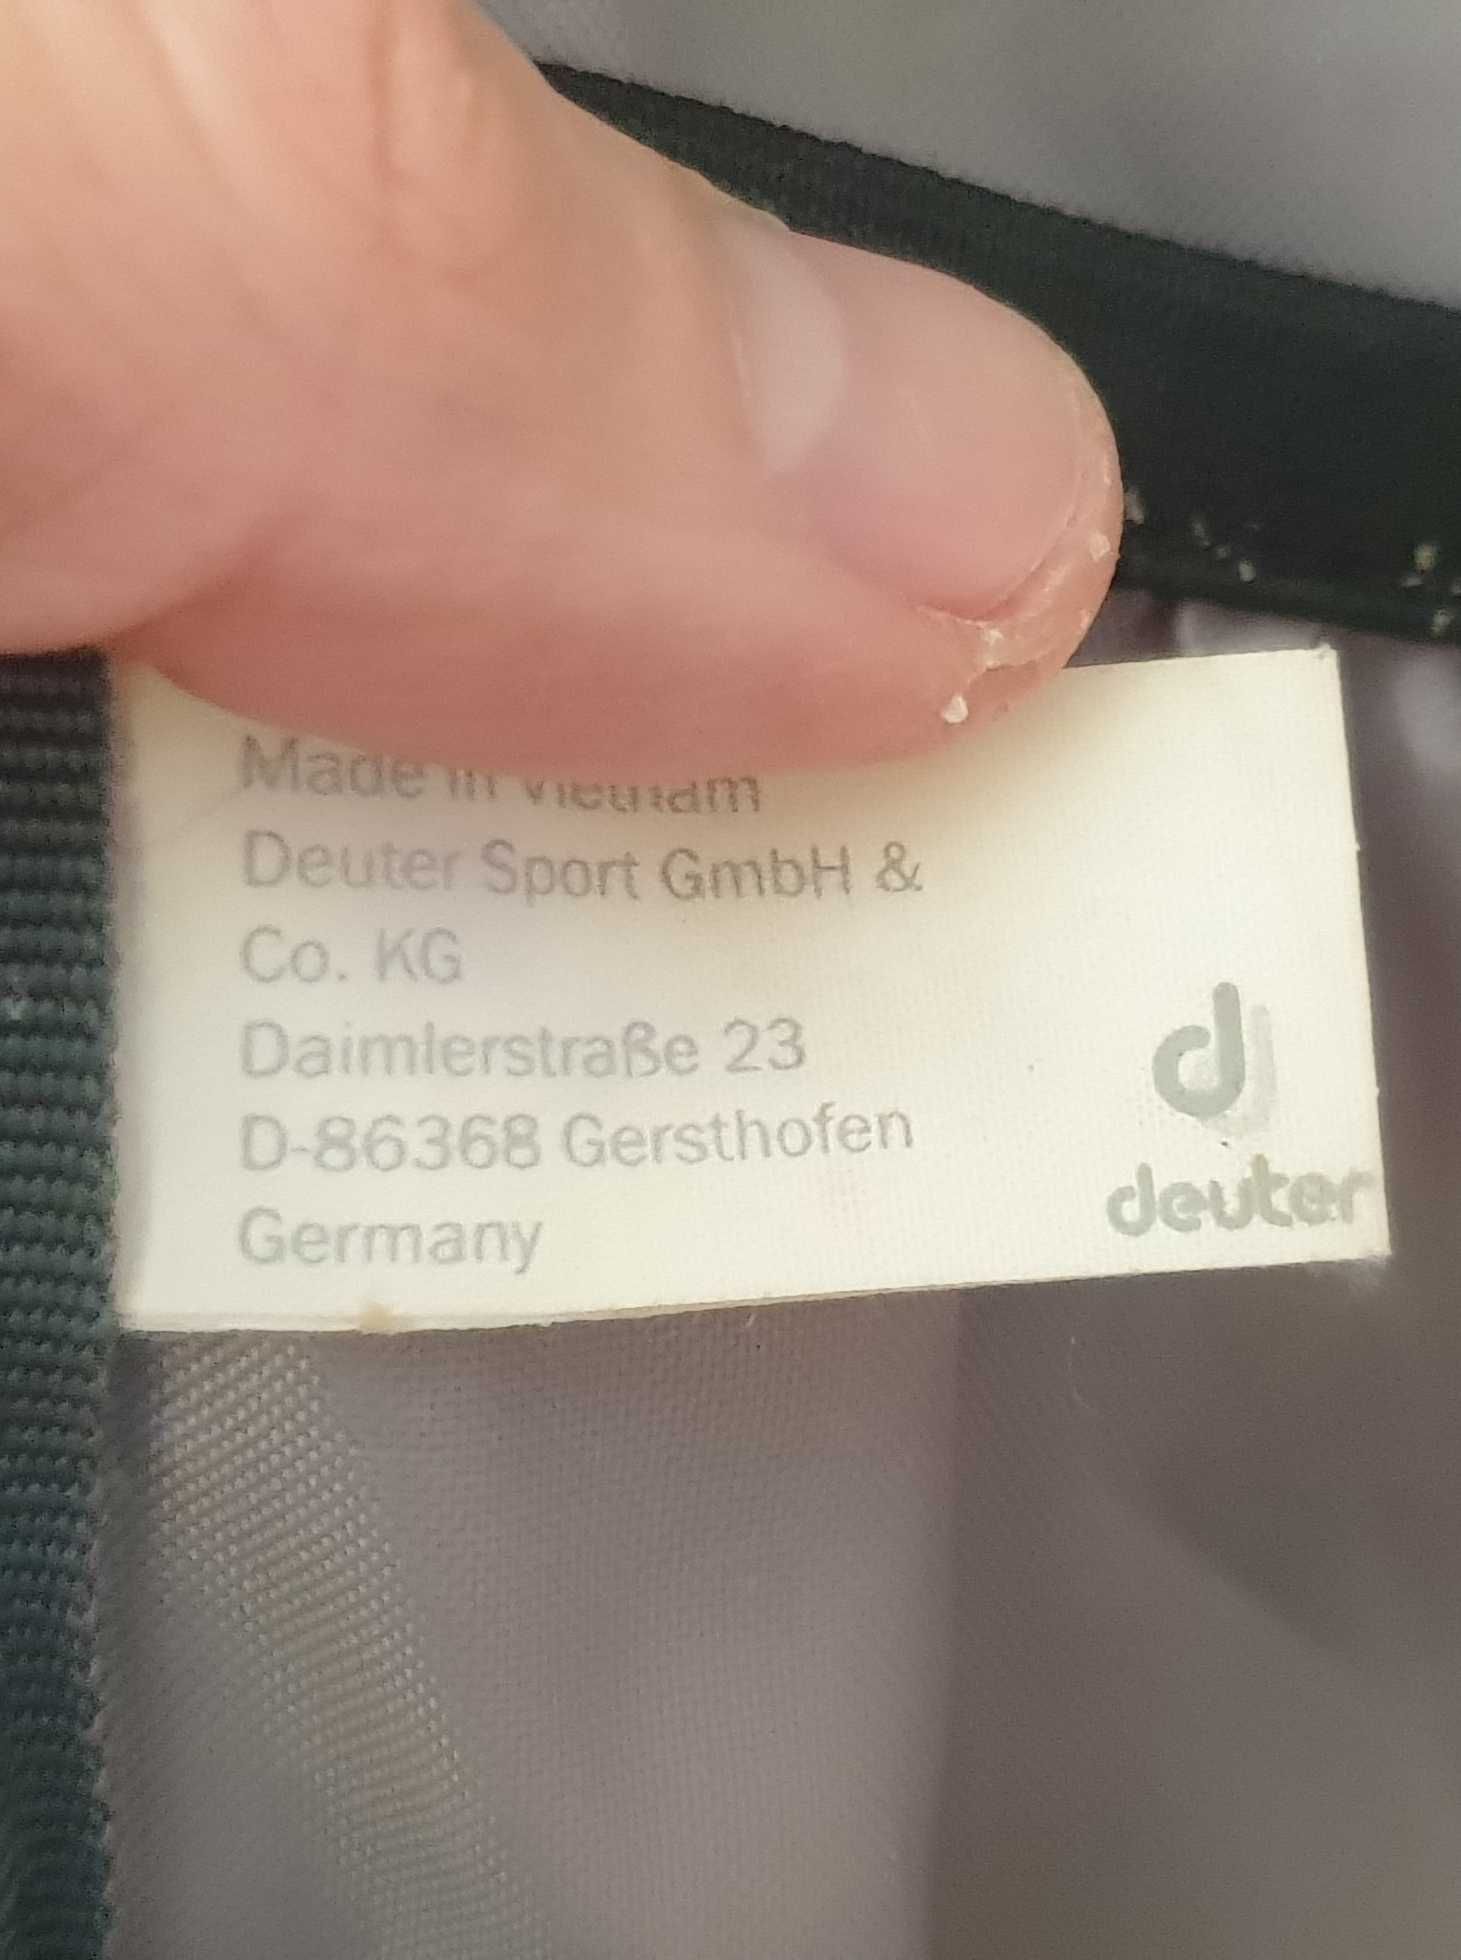 Made in Vietnam
Deuter Sport GmbH &
Co. KG
Daimlerstraße 23
D-86368 Gersthofen
Germany
deuter